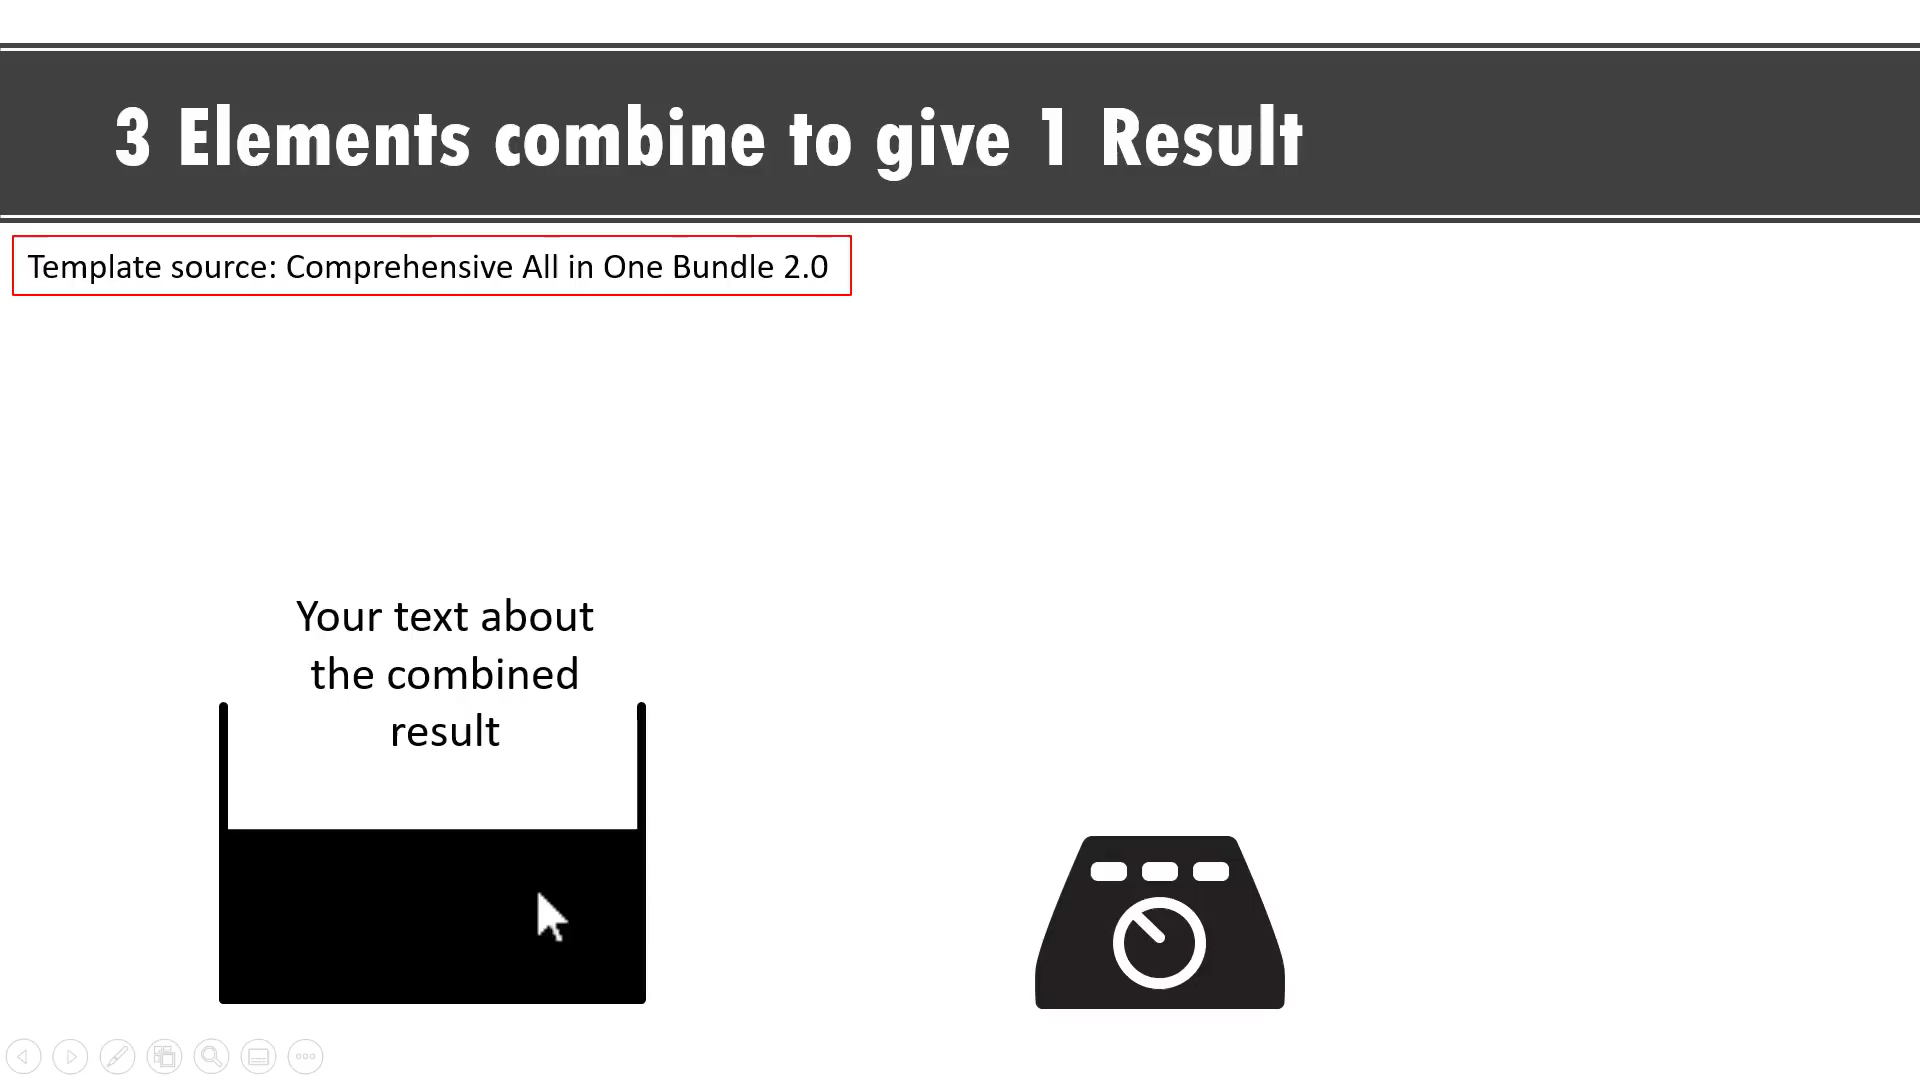 3 Elements combine to give 1 Result
Template source: Comprehensive All in One Bundle 2.0
Your text about
the combined
result